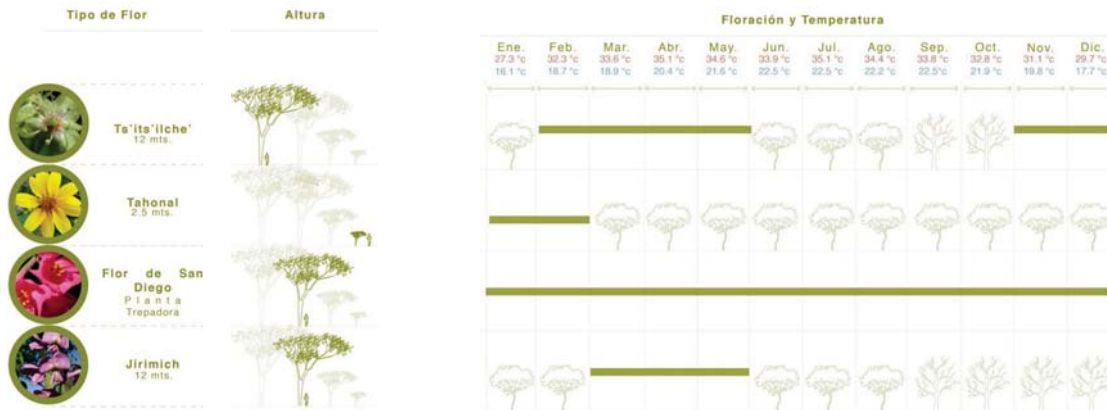 Tipo de Flor
Altura
Floración y Temperatura
Ene. Feb. Mar. Abr. May. Jun. Jul. Ago. Sep. Oct. Nov. Dic.
27.3 °c 32.3 °c 33.6 °c 35.1 °c 34.6 °c 33.9 °c 35.1 °c 34.4 °c 33.8 °c 32.8 °c 31.1 °c 29.7 °c
16.1 °c 18.7 °c 18.9 °c 20.4 °c 21.6 °c 22.5 °c 22.5 °c 22.2 °c 22.5°c 21.9 °c 19.8 °c 17.7 °c
Ts'its'ilche'
12 mts.
Tahonal
2.5 mts.
Flor de San
Diego
Planta
Trepadora
Jirimich
12 mts.